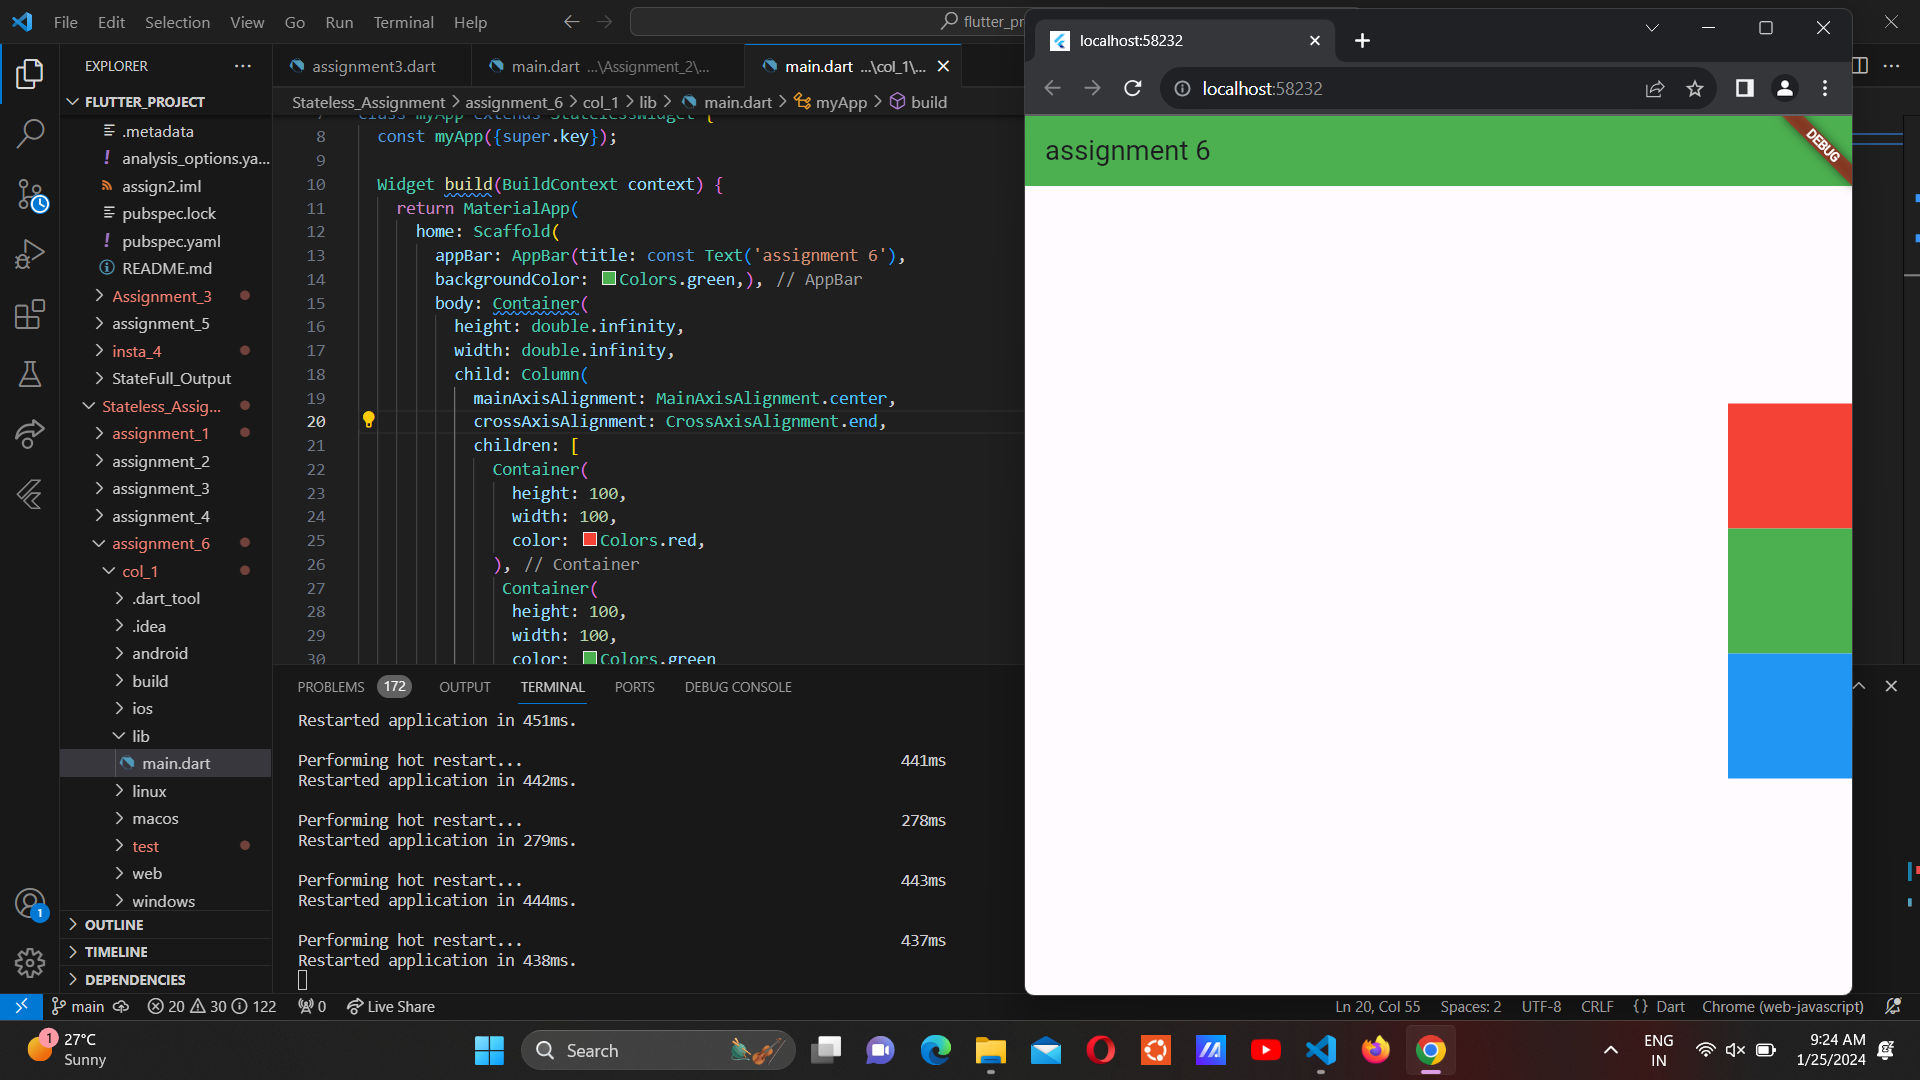 File Edit Selection View Go Run Terminal Help
flutter_pr
EXPLORER
FLUTTER_PROJECT
.metadata
analysis_options.ya...
assign2.iml
pubspec.lock
pubspec.yaml
README.md
Assignment_3
assignment_5
insta_4
StateFull_Output
Stateless_Assig...
assignment_1
assignment_2
assignment_3
assignment_4
assignment_6
col_1
.dart_tool
.idea
android
build
ios
lib
main.dart
linux
macos
test
web
windows
OUTLINE
TIMELINE
DEPENDENCIES
assignment3.dart main.dart ...\Assignment_2\... main.dart ...\col_1\...
Stateless_Assignment > assignment_6 > col_1 > lib > main.dart > myApp > build
class myApp extends StatelessWidget {
8 const myApp({super.key});
9
10 Widget build(BuildContext context) {
11 return MaterialApp(
12 home: Scaffold(
13 appBar: AppBar(title: const Text('assignment 6'),
14 backgroundColor: Colors.green,), // AppBar
15 body: Container(
16 height: double.infinity,
17 width: double.infinity,
18 child: Column(
19 mainAxisAlignment: MainAxisAlignment.center,
20 crossAxisAlignment: CrossAxisAlignment.end,
21 children: [
22 Container(
23 height: 100,
24 width: 100,
25 color: Colors.red,
26 ), // Container
27 Container(
28 height: 100,
29 width: 100,
30 color: Colors.green
PROBLEMS 172 OUTPUT TERMINAL PORTS DEBUG CONSOLE
Restarted application in 451ms.
Performing hot restart... 441ms
Restarted application in 442ms.
Performing hot restart... 278ms
Restarted application in 279ms.
Performing hot restart... 443ms
Restarted application in 444ms.
Performing hot restart... 437ms
Restarted application in 438ms.
localhost:58232
localhost:58232
assignment 6
DEBUG
1
main 20 30 122 0 Live Share
Ln 20, Col 55 Spaces: 2 UTF-8 CRLF {} Dart Chrome (web-javascript)
1
27°C
Sunny
Search
ENG
IN
9:24 AM
1/25/2024